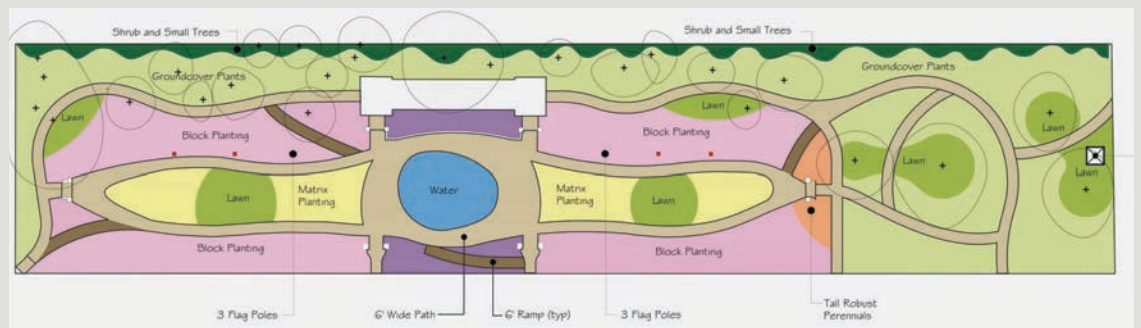 Shrub and Small Trees
Shrub and Small Trees
Groundcover Plants
Groundcover Plants
Lawn
Lawn
Lawn
Block Planting
Block Planting
Lawn
Lawn
Matrix
Planting
Water
Matrix
Planting
Lawn
Lawn
Block Planting
Block Planting
3 Flag Poles
6' Wide Path
6' Ramp (typ)
3 Flag Poles
Tall Robust
Perennials